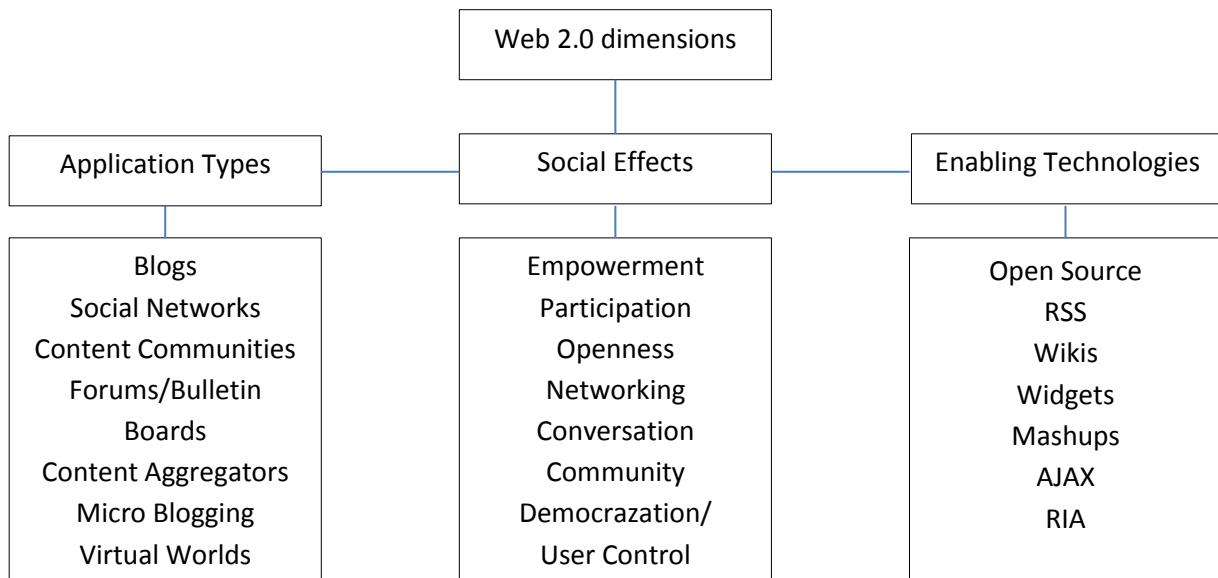 Web 2.0 dimensions
Application Types
Social Effects
Enabling Technologies
Blogs
Social Networks
Content Communities
Forums/Bulletin
Boards
Content Aggregators
Micro Blogging
Virtual Worlds
Empowerment
Participation
Openness
Networking
Conversation
Community
Democrazation/
User Control
Open Source
RSS
Wikis
Widgets
Mashups
AJAX
RIA